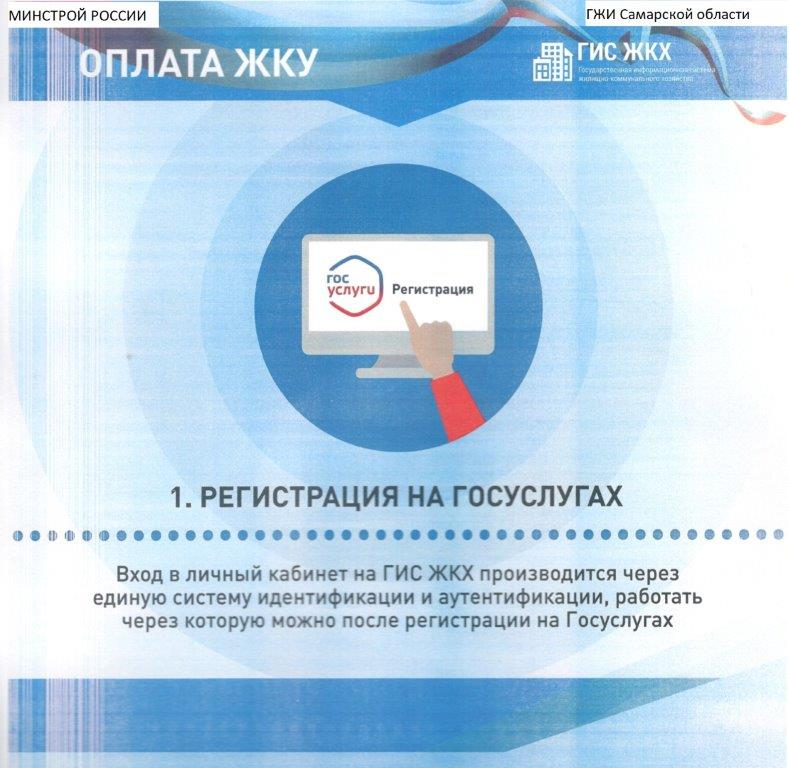 МИНСТРОЙ РОССИИ
ГЖИ Самарской области
ОПЛАТА ЖКУ
ГИС ЖКХ
Государственная информационная система
жилищно-коммунального хозяйства
гос
услуги
Регистрация
1. РЕГИСТРАЦИЯ НА ГОСУСЛУГАХ
Вход в личный кабинет на ГИС ЖКХ производится через
единую систему идентификации и аутентификации, работать
через которую можно после регистрации на Госуслугах